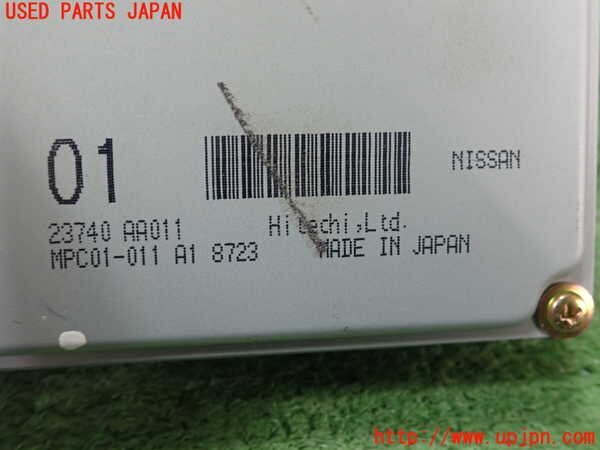 USED PARTS JAPAN
01
NISSAN
23740 AA011
Hitachi,Ltd.
MPC01-011 A1 8723
MADE IN JAPAN
http://www.upjpn.com/